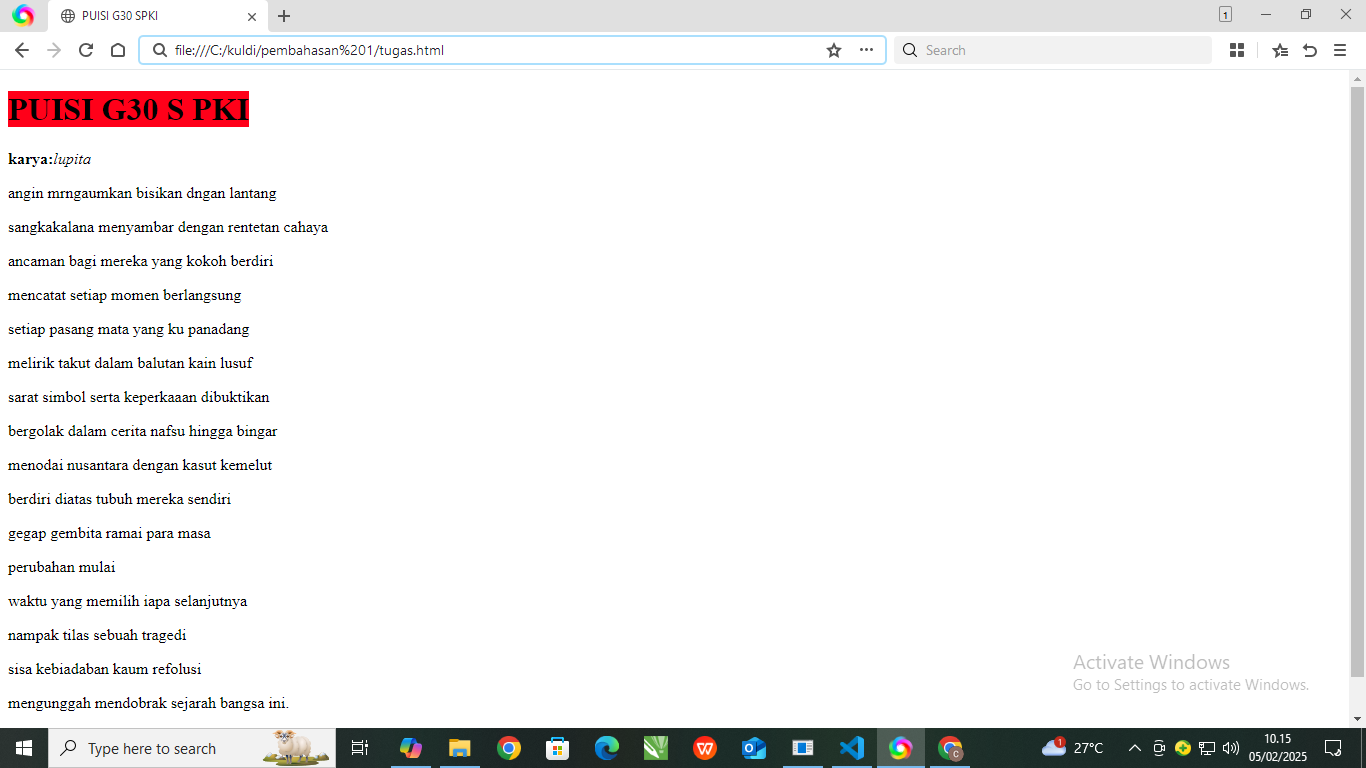 PUISI G30 SPKI
1
file:///C:/kuldi/pembahasan%201/tugas.html
Search
PUISI G30 S PKI
karya:lupita
angin mrngaumkan bisikan dngan lantang
sangkakalana menyambar dengan rentetan cahaya
ancaman bagi mereka yang kokoh berdiri
mencatat setiap momen berlangsung
setiap pasang mata yang ku panadang
melirik takut dalam balutan kain lusuf
sarat simbol serta keperkaaan dibuktikan
bergolak dalam cerita nafsu hingga bingar
menodai nusantara dengan kasut kemelut
berdiri diatas tubuh mereka sendiri
gegap gembita ramai para masa
perubahan mulai
waktu yang memilih iapa selanjutnya
nampak tilas sebuah tragedi
sisa kebiadaban kaum refolusi
mengunggah mendobrak sejarah bangsa ini.
Activate Windows
Go to Settings to activate Windows.
Type here to search
W
C
1
27°C
10.15
05/02/2025